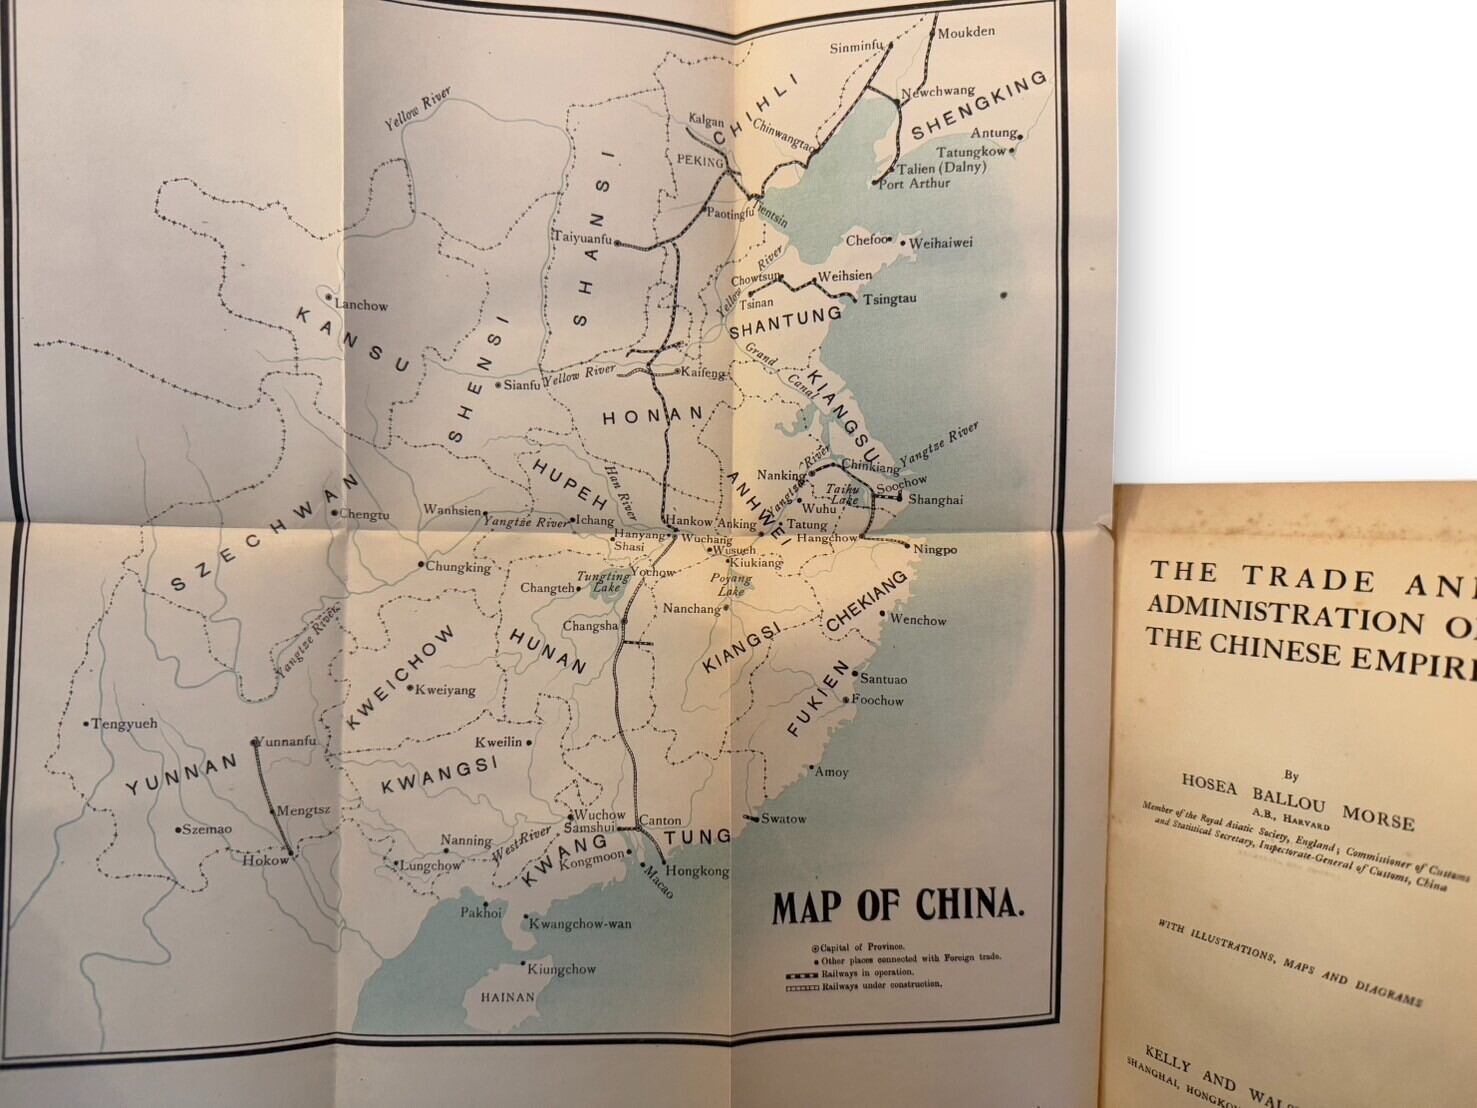 Moukden
Sinminfu
Newchwang
SHENGKING
CHIHLI
Kalgan
Chinwangtao
Antung
Tatungkow
PEKING
Talien (Dalny)
Port Arthur
Yellow River
SHANSI
Paotingfu
Tientsin
Taiyuanfu
Chefoo
Weihaiwei
Yellow River
Chowtsun
Weihsien
Tsinan
Tsingtau
SHANTUNG
Lanchow
KANSU
SHENSI
Grand Canal
KIANGSU
Sianfu
Yellow River
Kaifeng
HONAN
Yangtze River
HUPEH
Han River
ANHWEI
Nanking
Yangtze River
Chinkiang
Soochow
Taihu Lake
Shanghai
Wuhu
SZECHWAN
Chengtu
Wanhsien
Yangtze River
Ichang
Hankow
Anking
Tatung
Hanyang
Wuchang
Shasi
Wusueh
Kiukiang
Hangchow
Ningpo
Chungking
Yochow
Tungting Lake
Changteh
Poyang Lake
Nanchang
CHEKIANG
Changsha
Wenchow
Yangtze River
HUNAN
KIANGSI
KWEICHOW
Kweiyang
FUKIEN
Santuao
Foochow
Tengyueh
Yunnanfu
Kweilin
YUNNAN
KWANGSI
Amoy
Mengtsz
Szemao
Wuchow
Samshui
Canton
Swatow
KWANG TUNG
Nanning
West River
Hokow
Lungchow
Kongmoon
Macao
Hongkong
Pakhoi
Kwangchow-wan
Kiungchow
HAINAN
MAP OF CHINA.
Capital of Province.
Other places connected with Foreign trade.
Railways in operation.
Railways under construction.
THE TRADE AN
ADMINISTRATION O
THE CHINESE EMPIR
By
HOSEA BALLOU MORSE
A.B., HARVARD
Member of the Royal Asiatic Society, England; Commissioner of Customs
and Statistical Secretary, Inspectorate-General of Customs, China
WITH ILLUSTRATIONS, MAPS AND DIAGRAMS
KELLY AND WAL
SHANGHAI, HONGKO